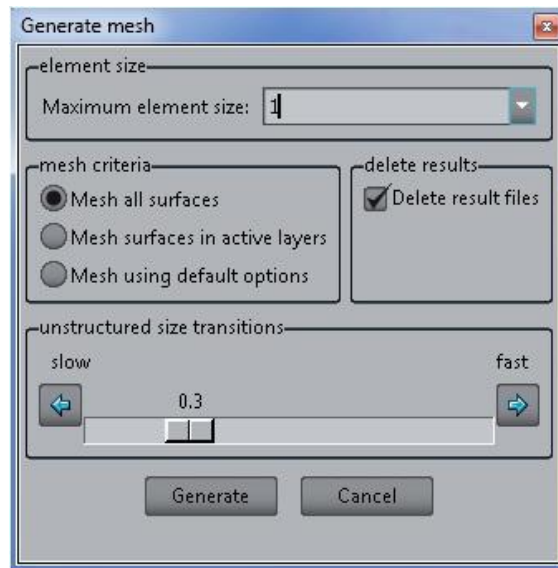 Generate mesh
element size
Maximum element size: 1
mesh criteria
Mesh all surfaces
Mesh surfaces in active layers
Mesh using default options
delete results
Delete result files
unstructured size transitions
slow fast
0.3
Generate Cancel